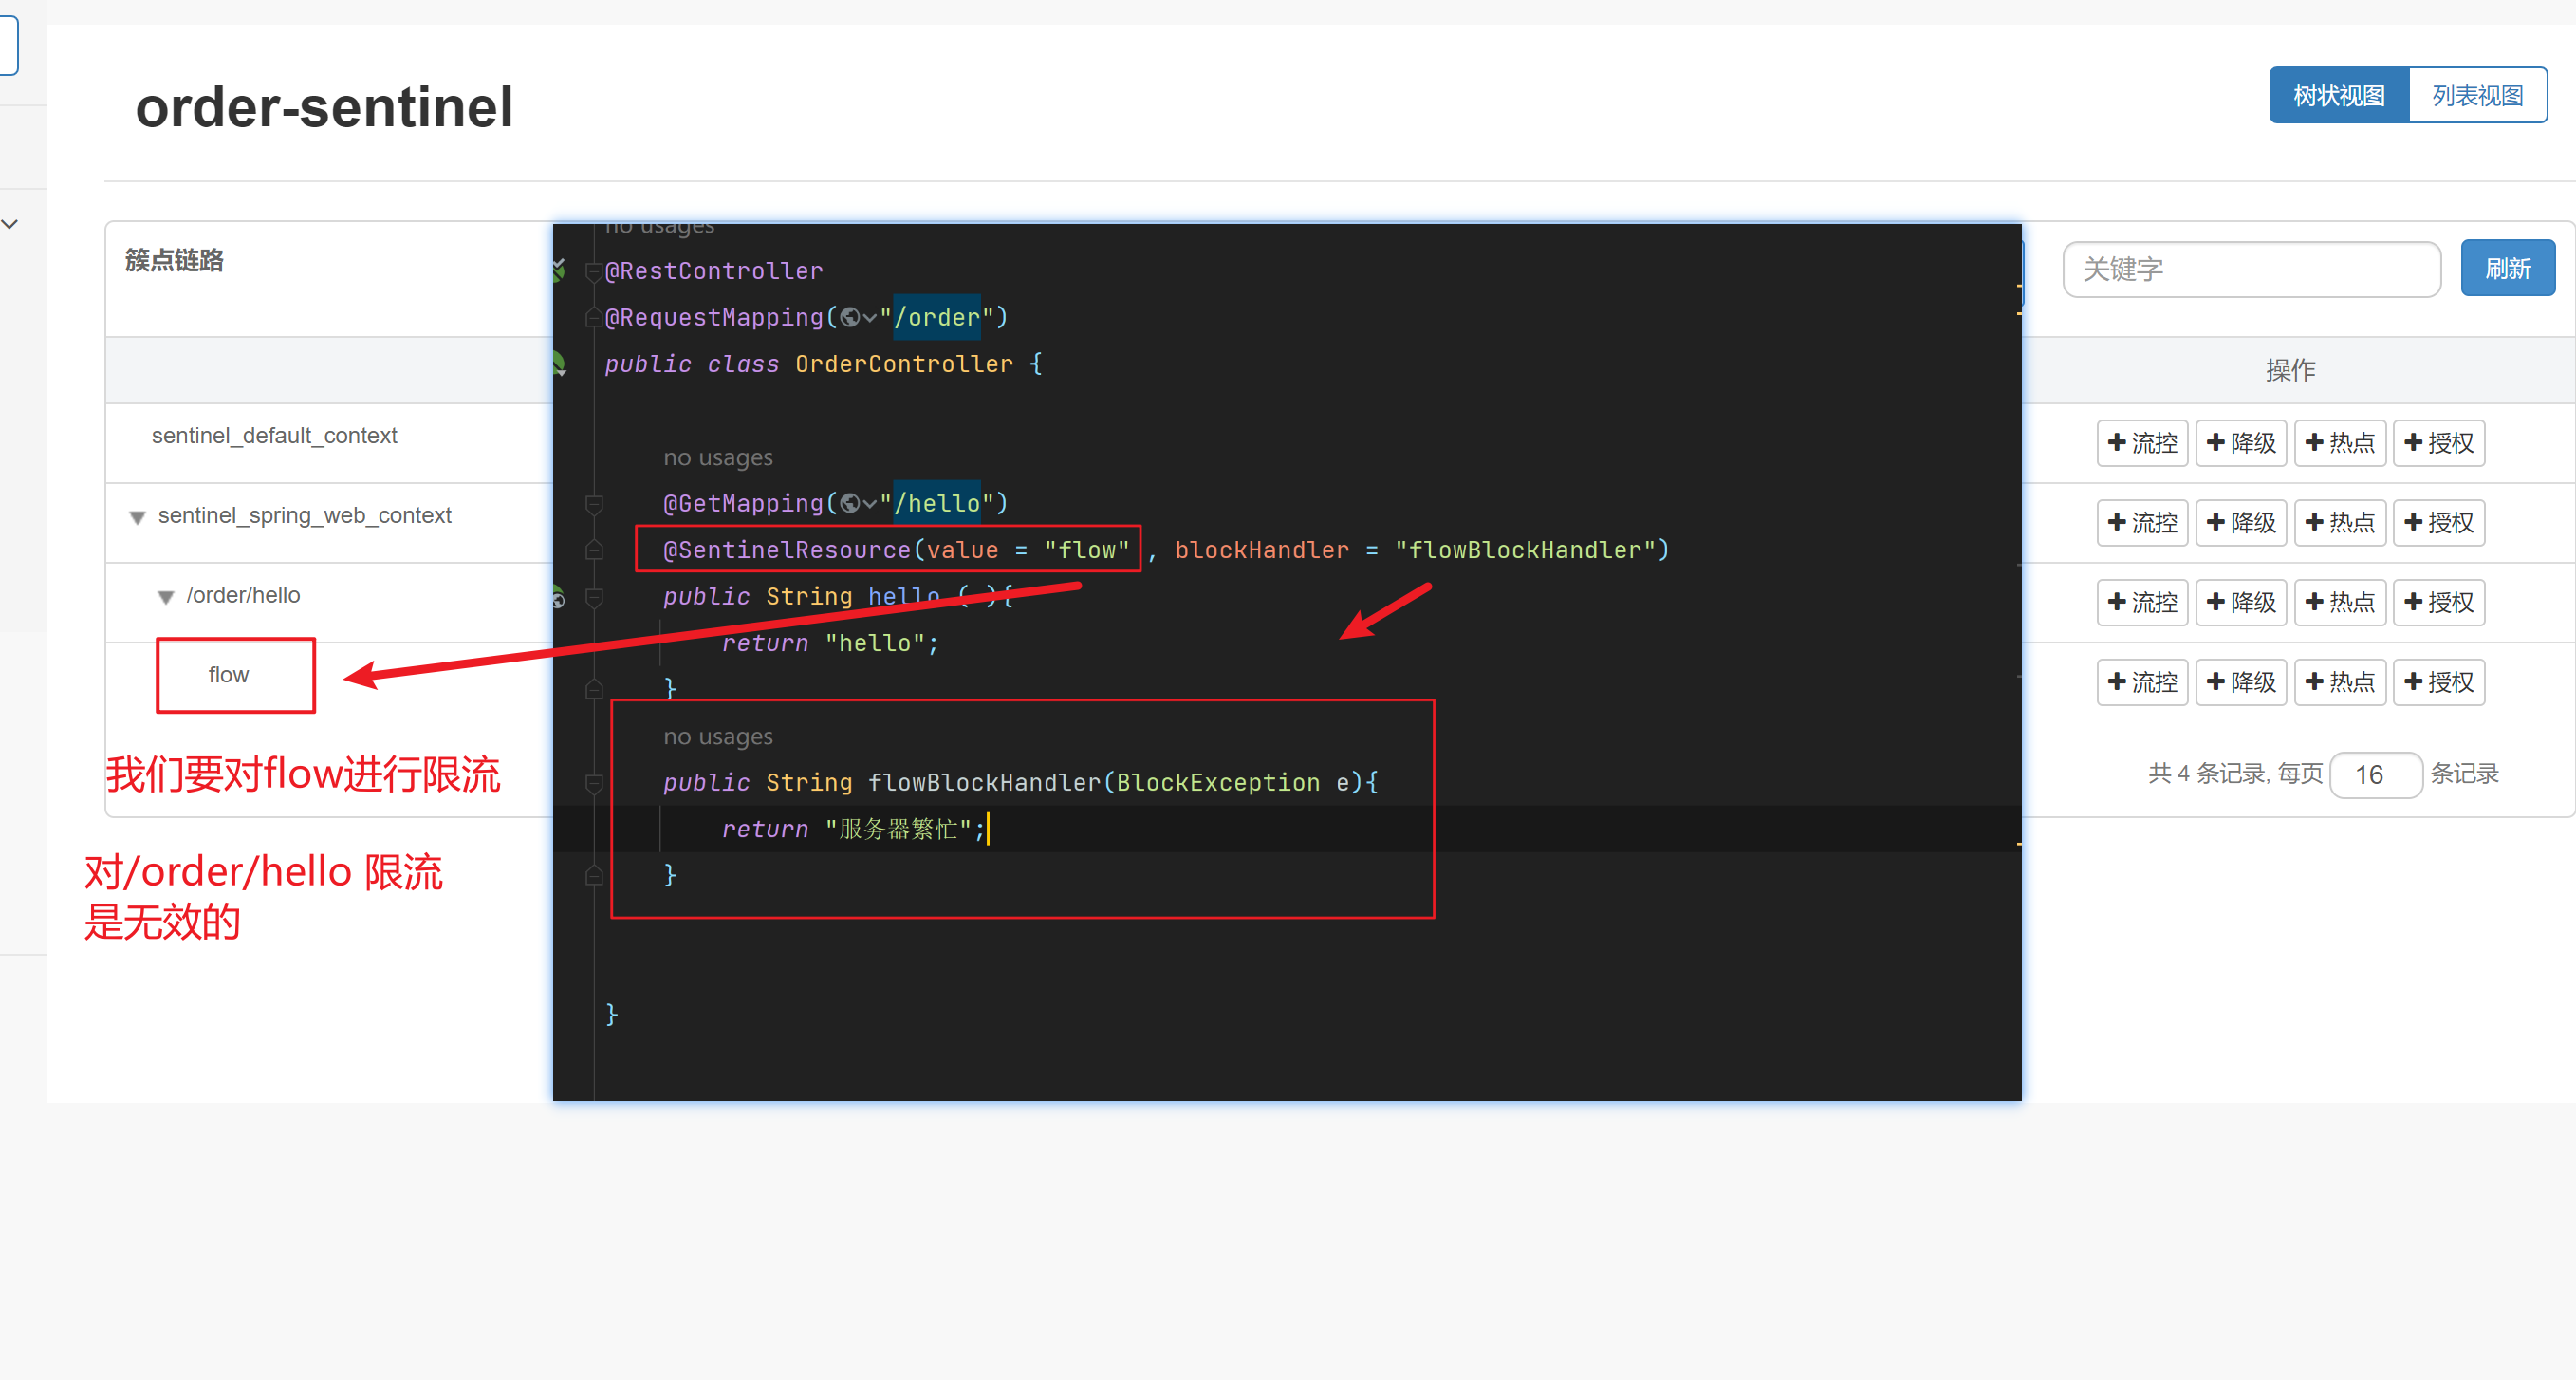 order-sentinel
树状视图 列表视图
簇点链路
关键字 刷新
操作
sentinel_default_context
+ 流控 + 降级 + 热点 + 授权
sentinel_spring_web_context
+ 流控 + 降级 + 热点 + 授权
/order/hello
+ 流控 + 降级 + 热点 + 授权
flow
+ 流控 + 降级 + 热点 + 授权
共 4 条记录, 每页 16 条记录
我们要对flow进行限流
对/order/hello 限流
是无效的
no usages
@RestController
@RequestMapping("/order")
public class OrderController {
no usages
@GetMapping("/hello")
@SentinelResource(value = "flow" , blockHandler = "flowBlockHandler")
public String hello ( ){
return "hello";
}
no usages
public String flowBlockHandler(BlockException e){
return "服务器繁忙";
}
}